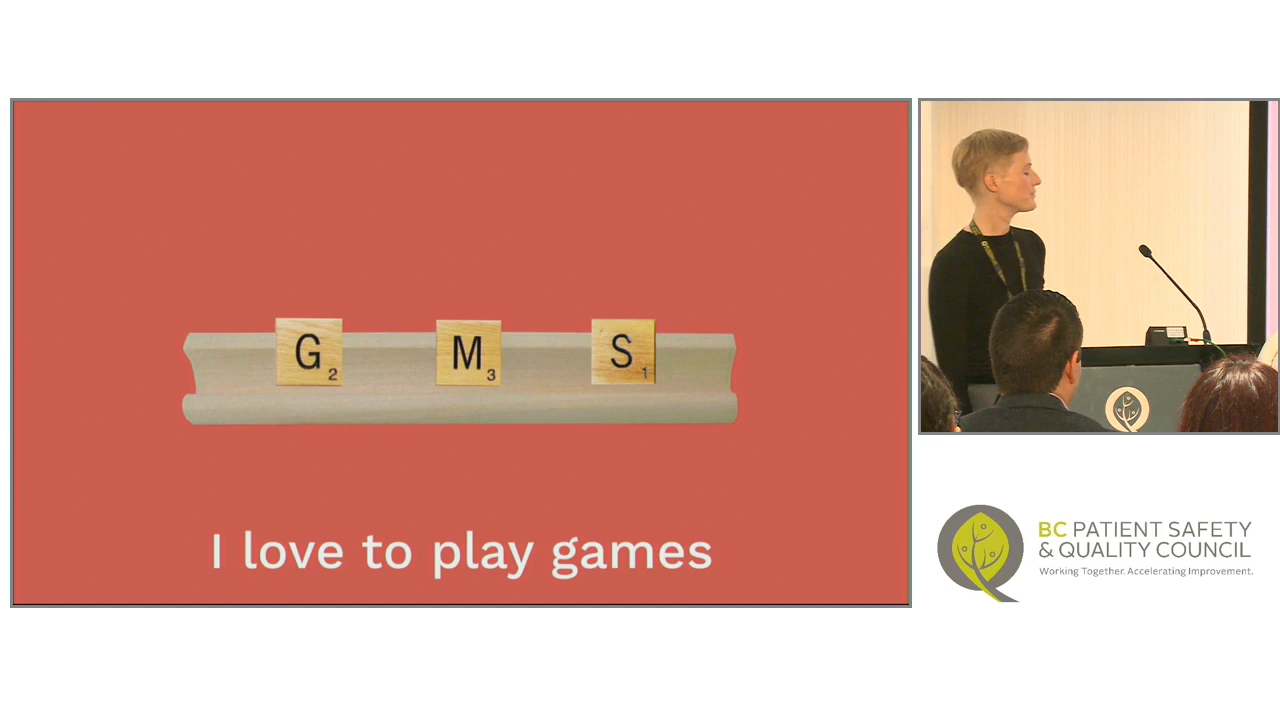 G2 M3 S1
I love to play games
BC PATIENT SAFETY
& QUALITY COUNCIL
Working Together. Accelerating Improvement.